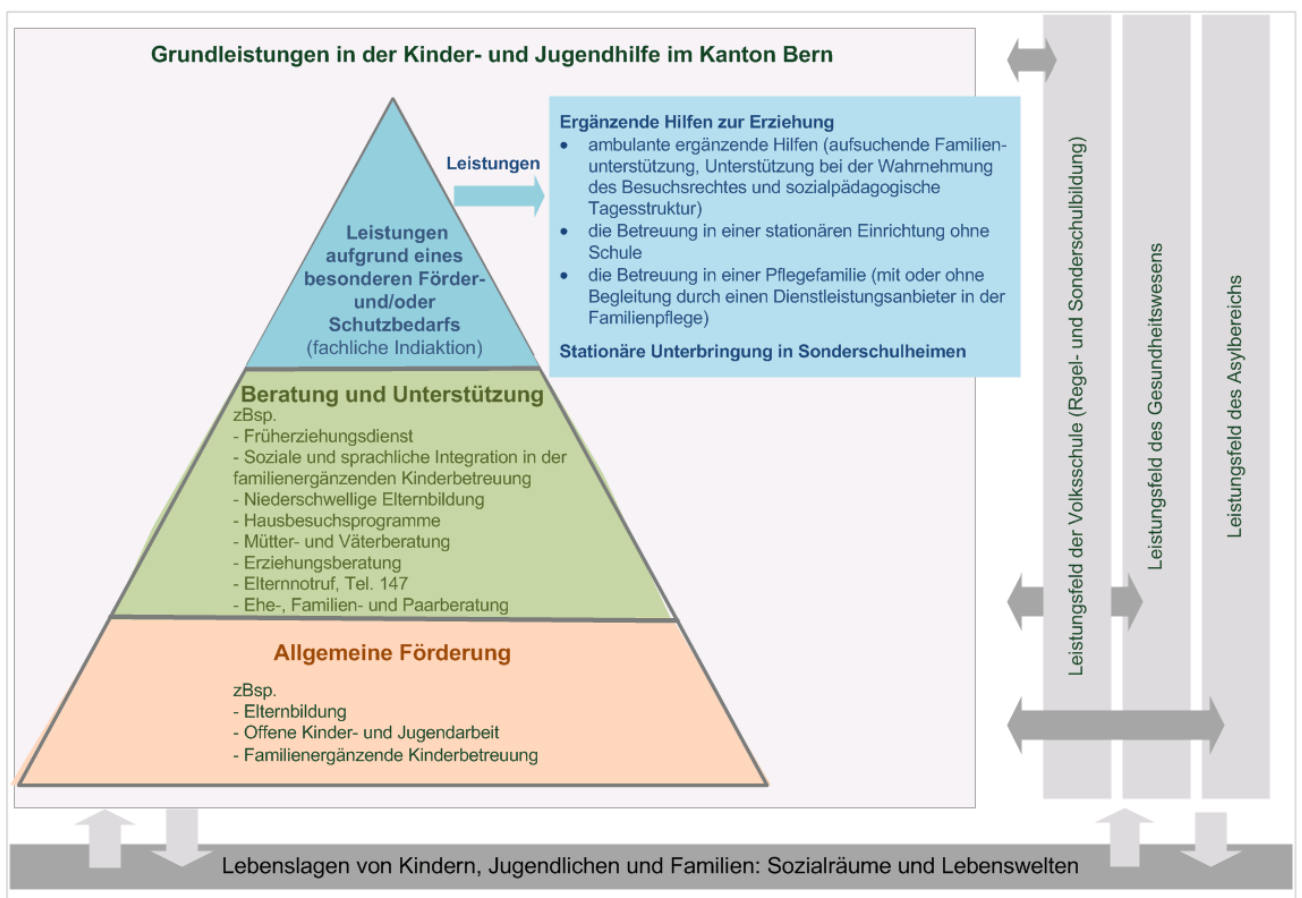 Grundleistungen in der Kinder- und Jugendhilfe im Kanton Bern
Leistungen
aufgrund eines
besonderen Förder-
und/oder
Schutzbedarfs
(fachliche Indiaktion)
Leistungen
Ergänzende Hilfen zur Erziehung
• ambulante ergänzende Hilfen (aufsuchende Familien-
unterstützung, Unterstützung bei der Wahrnehmung
des Besuchsrechtes und sozialpädagogische
Tagesstruktur)
• die Betreuung in einer stationären Einrichtung ohne
Schule
• die Betreuung in einer Pflegefamilie (mit oder ohne
Begleitung durch einen Dienstleistungsanbieter in der
Familienpflege)
Stationäre Unterbringung in Sonderschulheimen
Beratung und Unterstützung
zBsp.
- Früherziehungsdienst
- Soziale und sprachliche Integration in der
familienergänzenden Kinderbetreuung
- Niederschwellige Elternbildung
- Hausbesuchsprogramme
- Mütter- und Väterberatung
- Erziehungsberatung
- Elternnotruf, Tel. 147
- Ehe-, Familien- und Paarberatung
Allgemeine Förderung
zBsp.
- Elternbildung
- Offene Kinder- und Jugendarbeit
- Familienergänzende Kinderbetreuung
Leistungsfeld der Volksschule (Regel- und Sonderschulbildung)
Leistungsfeld des Gesundheitswesens
Leistungsfeld des Asylbereichs
Lebenslagen von Kindern, Jugendlichen und Familien: Sozialräume und Lebenswelten